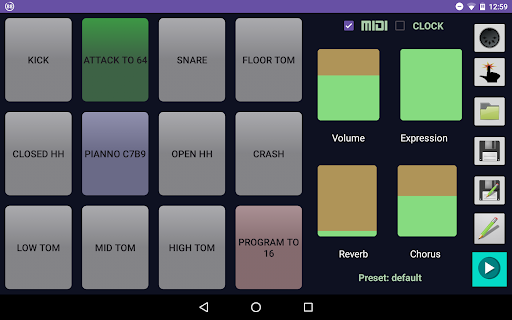 12:59
MIDI CLOCK
KICK ATTACK TO 64 SNARE FLOOR TOM
Volume Expression
CLOSED HH PIANNO C7B9 OPEN HH CRASH
LOW TOM MID TOM HIGH TOM PROGRAM TO
16
Reverb Chorus
Preset: default